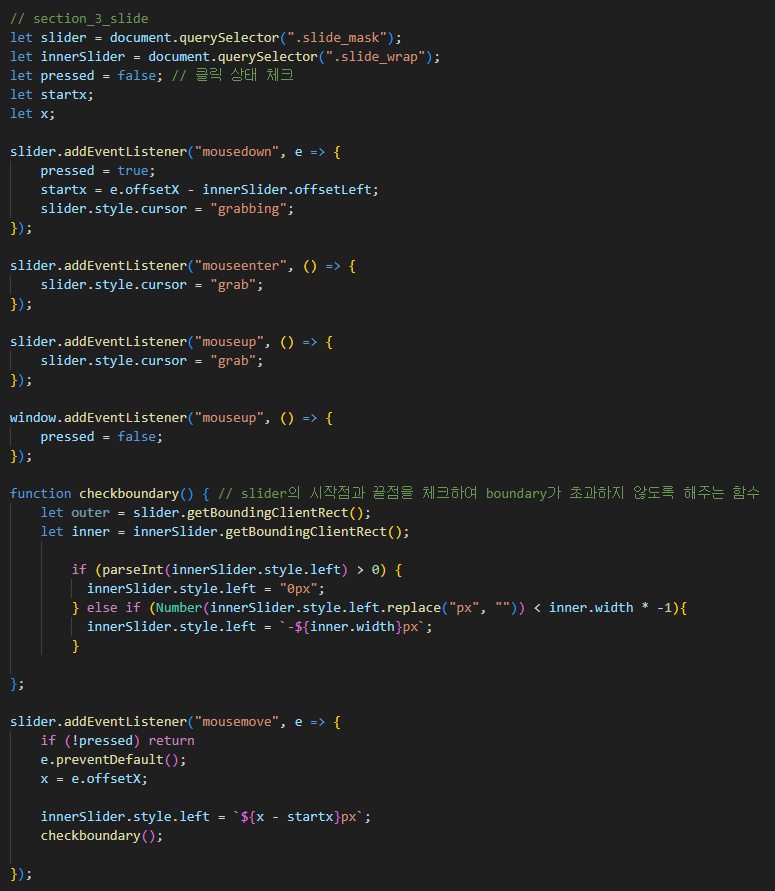 // section_3_slide
let slider = document.querySelector(".slide_mask");
let innerSlider = document.querySelector(".slide_wrap");
let pressed = false; // 클릭 상태 체크
let startx;
let x;

slider.addEventListener("mousedown", e => {
    pressed = true;
    startx = e.offsetX - innerSlider.offsetLeft;
    slider.style.cursor = "grabbing";
});

slider.addEventListener("mouseenter", () => {
    slider.style.cursor = "grab";
});

slider.addEventListener("mouseup", () => {
    slider.style.cursor = "grab";
});

window.addEventListener("mouseup", () => {
    pressed = false;
});

function checkboundary() { // slider의 시작점과 끝점을 체크하여 boundary가 초과하지 않도록 해주는 함수
    let outer = slider.getBoundingClientRect();
    let inner = innerSlider.getBoundingClientRect();

        if (parseInt(innerSlider.style.left) > 0) {
          innerSlider.style.left = "0px";
        } else if (Number(innerSlider.style.left.replace("px", "")) < inner.width * -1){
          innerSlider.style.left = `-${inner.width}px`;
        }

};

slider.addEventListener("mousemove", e => {
    if (!pressed) return
    e.preventDefault();
    x = e.offsetX;

    innerSlider.style.left = `${x - startx}px`;
    checkboundary();

});